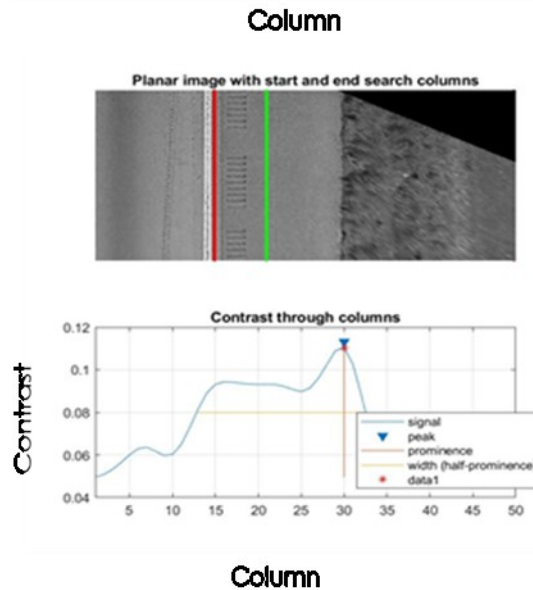 Column
Planar image with start and end search columns
Contrast through columns
0.12
0.1
0.08
0.06
0.04
Contrast
signal
peak
prominence
width (half-prominence
data1
5 10 15 20 25 30 35 40 45 50
Column